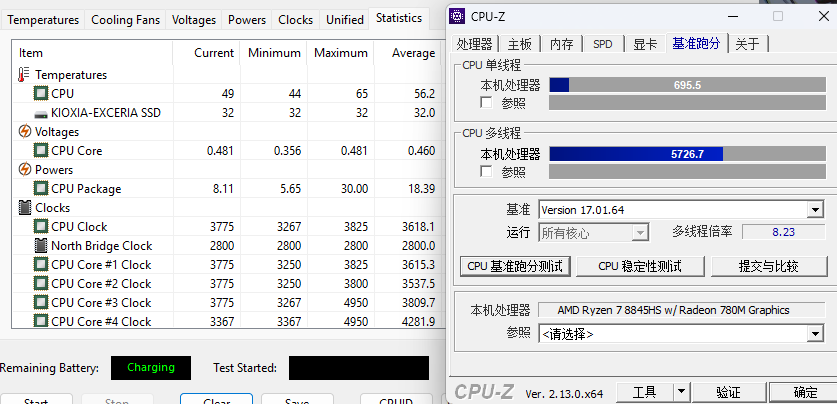 Temperatures Cooling Fans Voltages Powers Clocks Unified Statistics
Item Current Minimum Maximum Average
Temperatures
CPU 49 44 65 56.2
KIOXIA-EXCERIA SSD 32 32 32 32.0
Voltages
CPU Core 0.481 0.356 0.481 0.460
Powers
CPU Package 8.11 5.65 30.00 18.39
Clocks
CPU Clock 3775 3267 3825 3618.1
North Bridge Clock 2800 2800 2800 2800.0
CPU Core #1 Clock 3775 3250 3825 3615.3
CPU Core #2 Clock 3775 3250 3800 3537.5
CPU Core #3 Clock 3775 3267 4950 3809.7
CPU Core #4 Clock 3367 3367 4950 4281.9
Remaining Battery: Charging Test Started:
Start Stop Clear Save CPUID
CPU-Z
处理器 主板 内存 SPD 显卡 基准跑分 关于
CPU 单线程
本机处理器 695.5
参照
CPU 多线程
本机处理器 5726.7
参照
基准 Version 17.01.64
运行 所有核心 多线程倍率 8.23
CPU 基准跑分测试 CPU 稳定性测试 提交与比较
本机处理器 AMD Ryzen 7 8845HS w/ Radeon 780M Graphics
参照 <请选择>
CPU-Z Ver. 2.13.0.x64 工具 验证 确定